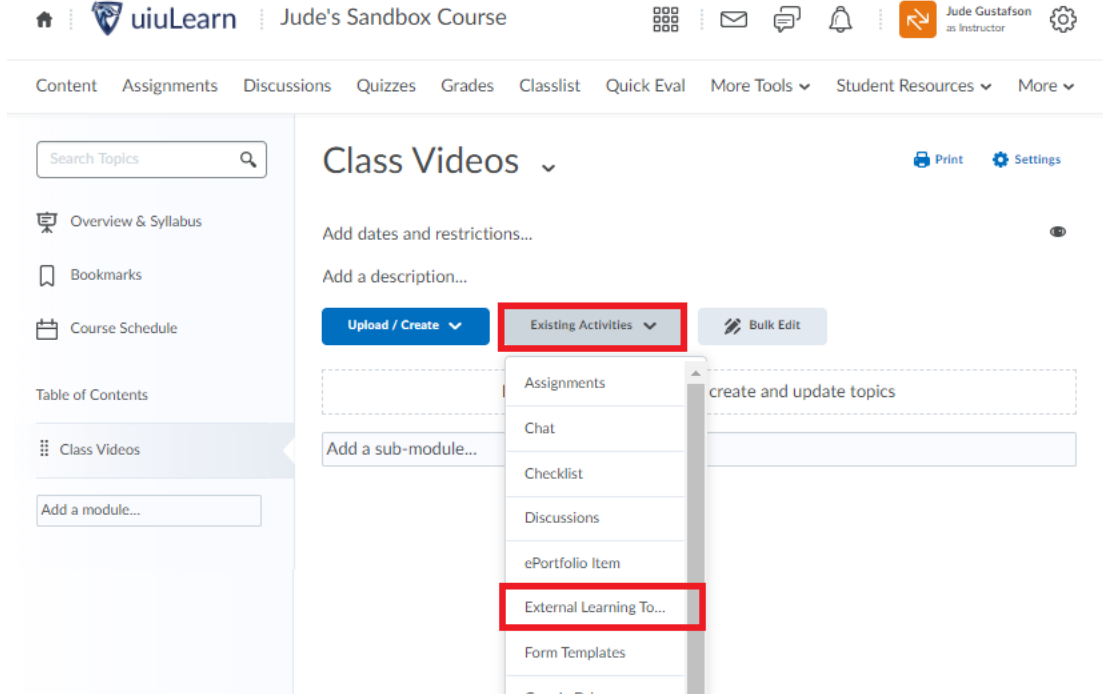 uiuLearn
Jude's Sandbox Course
Jude Gustafson
as Instructor
Content Assignments Discussions Quizzes Grades Classlist Quick Eval More Tools Student Resources More
Search Topics
Overview & Syllabus
Bookmarks
Course Schedule
Table of Contents
Class Videos
Add a module...
Class Videos
Print Settings
Add dates and restrictions...
Add a description...
Upload / Create Existing Activities Bulk Edit
create and update topics
Add a sub-module...
Assignments
Chat
Checklist
Discussions
ePortfolio Item
External Learning To...
Form Templates